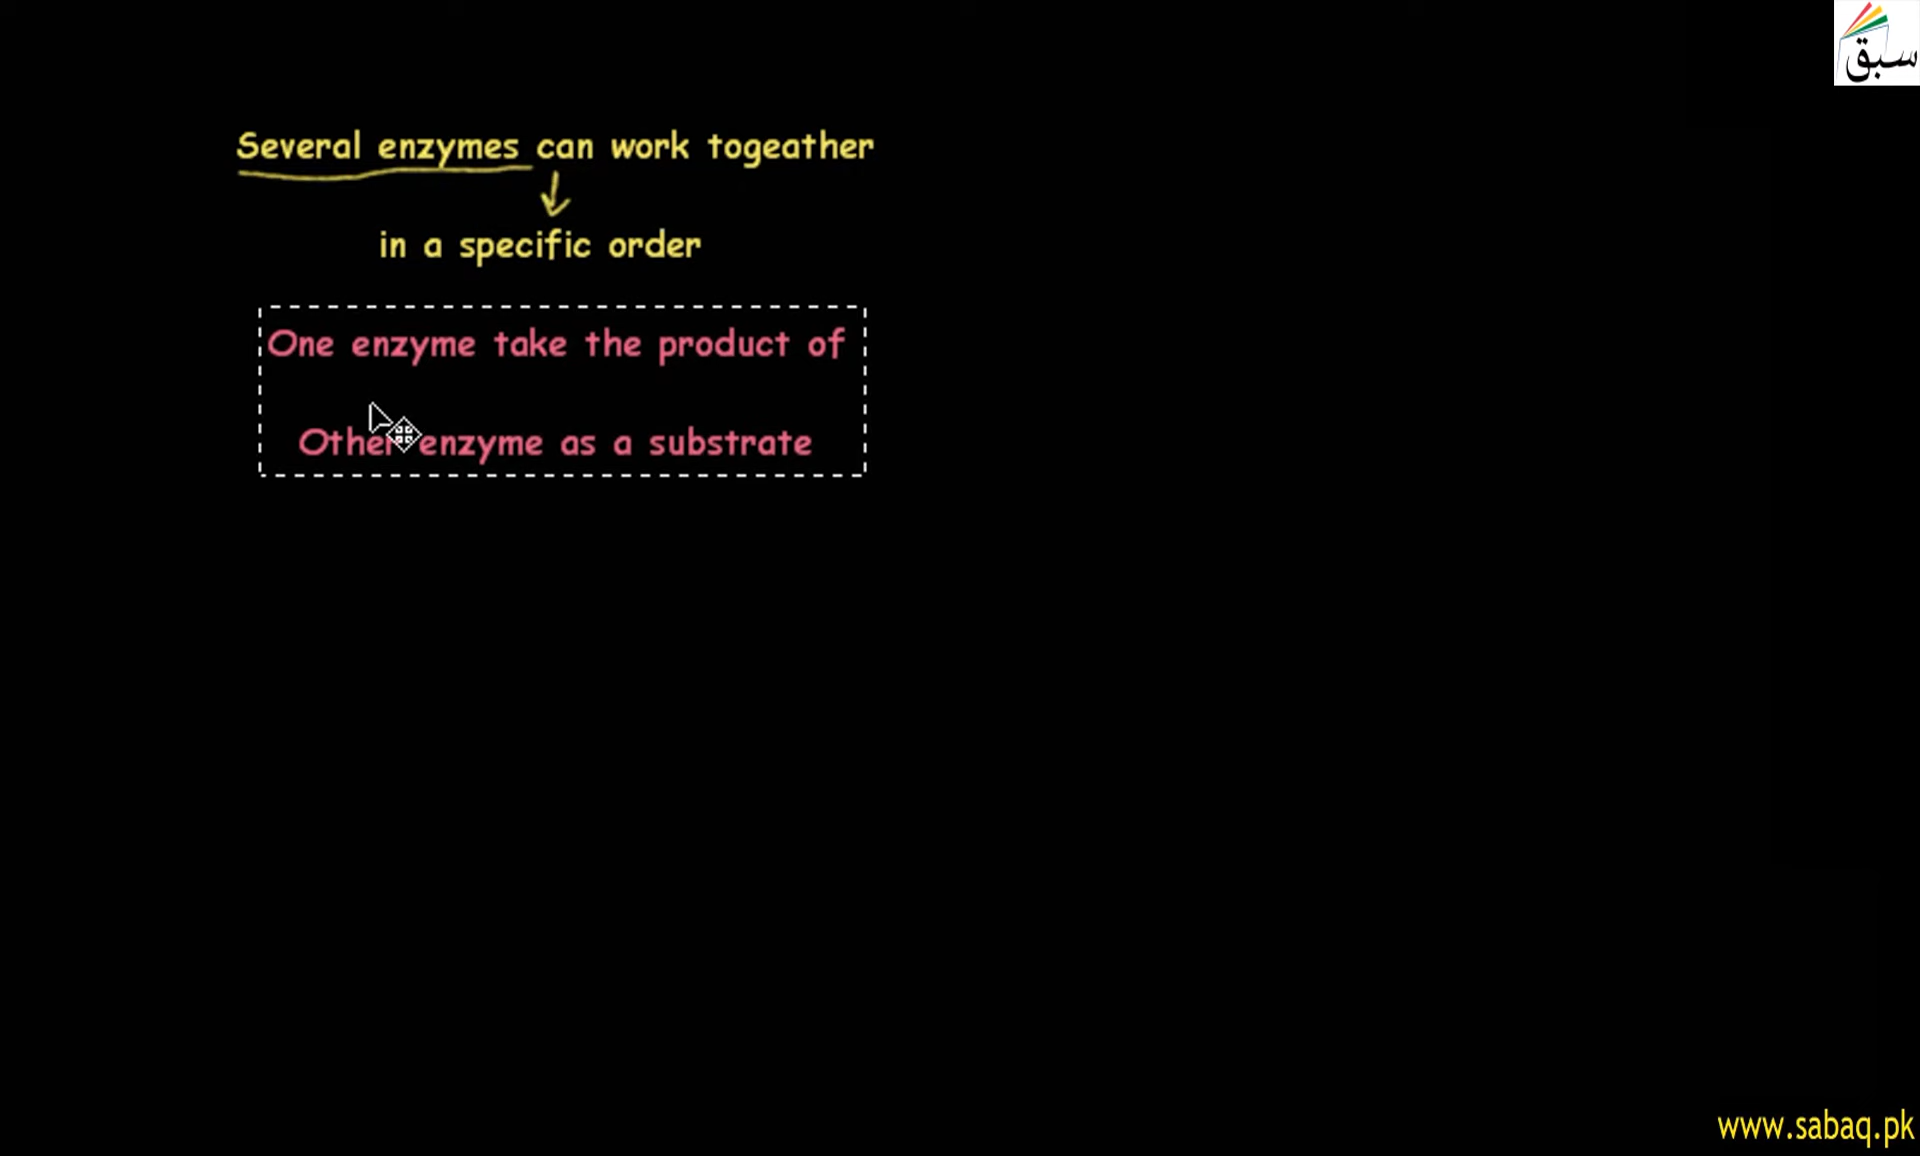 سبق
Several enzymes can work togeather
in a specific order
One enzyme take the product of
Other enzyme as a substrate
www.sabaq.pk